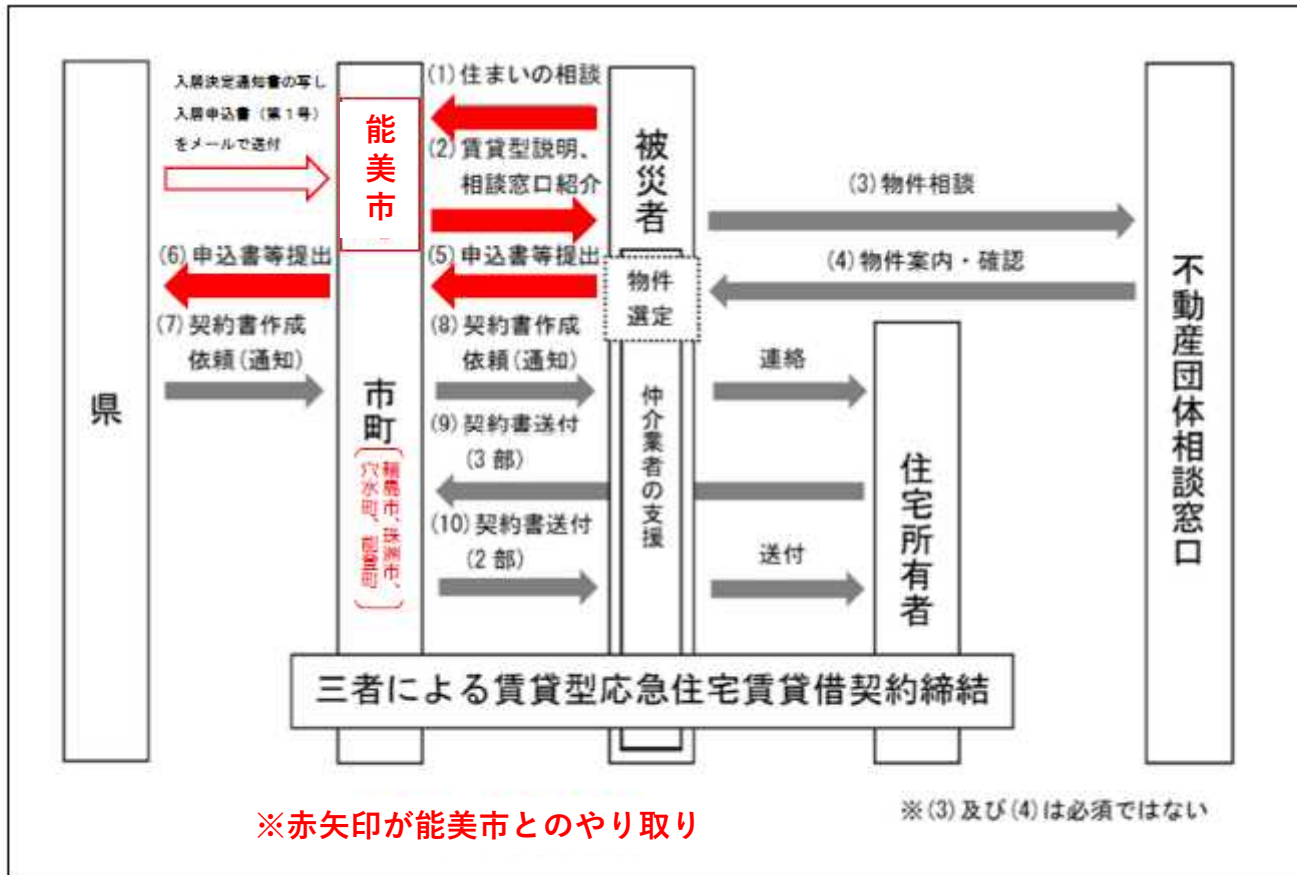 県
入居決定通知書の写し
入居申込書（第１号）
をメールで送付
(6)申込書等提出
(7)契約書作成
依頼(通知)
能美市
市町
輪島市、珠洲市、
穴水町、能登町
(1)住まいの相談
(2)賃貸型説明、
相談窓口紹介
(5)申込書等提出
(8)契約書作成
依頼(通知)
(9)契約書送付
(3部)
(10)契約書送付
(2部)
被災者
物件
選定
仲介業者の支援
(3)物件相談
(4)物件案内・確認
連絡
送付
住宅所有者
不動産団体相談窓口
三者による賃貸型応急住宅賃貸借契約締結
※赤矢印が能美市とのやり取り
※(3)及び(4)は必須ではない